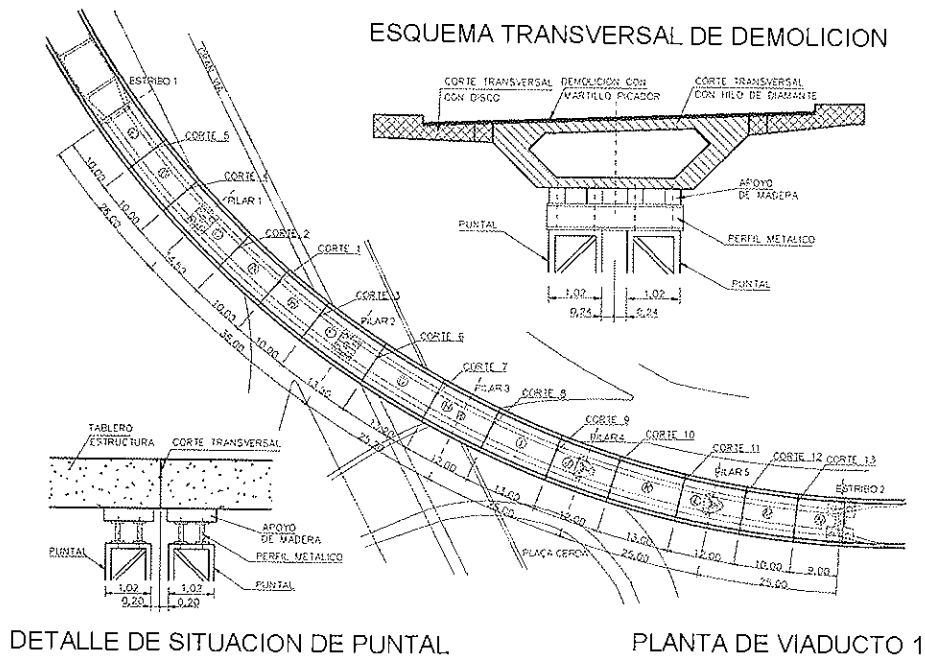 ESQUEMA TRANSVERSAL DE DEMOLICION
CORTE TRANSVERSAL
CON DISCO
DEMOLICION CON
MARTILLO PICADOR
CORTE TRANSVERSAL
CON HILO DE DIAMANTE
APOYO
DE MADERA
PUNTAL
PERFIL METALICO
PUNTAL
1,02
1,02
0,24
0,24
GRAN VIA
ESTRIBO 1
CORTE 5
CORTE 4
PILAR 1
CORTE 2
CORTE 1
CORTE 3
PILAR 2
CORTE 6
CORTE 7
PILAR 3
CORTE 8
CORTE 9
PILAR 4
CORTE 10
CORTE 11
PILAR 5
CORTE 12
CORTE 13
ESTRIBO 2
10.00
25.00
10.00
14.50
10.00
35.00
10.00
25.00
12.00
13.00
25.00
12.00
13.00
25.00
12.00
10.00
9.00
25.00
PLAÇA CERDA
TABLERO
ESTRUCTURA
CORTE TRANSVERSAL
APOYO
DE MADERA
PUNTAL
PERFIL METALICO
PUNTAL
1,02
1,02
0,20
0,20
DETALLE DE SITUACION DE PUNTAL
PLANTA DE VIADUCTO 1